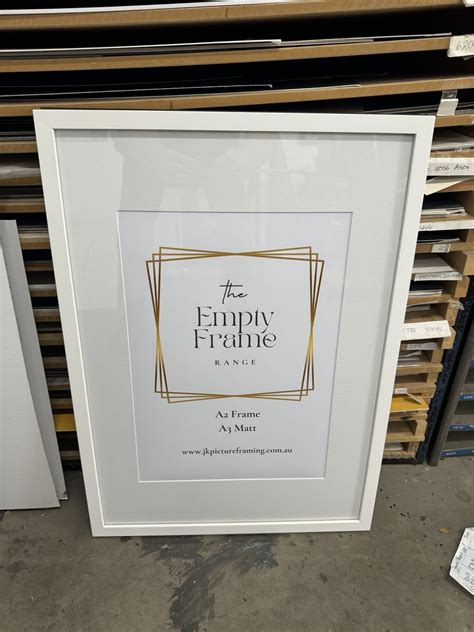 the
Empty
Frame
RANGE
A2 Frame
A3 Matt
www.jkpictureframing.com.au